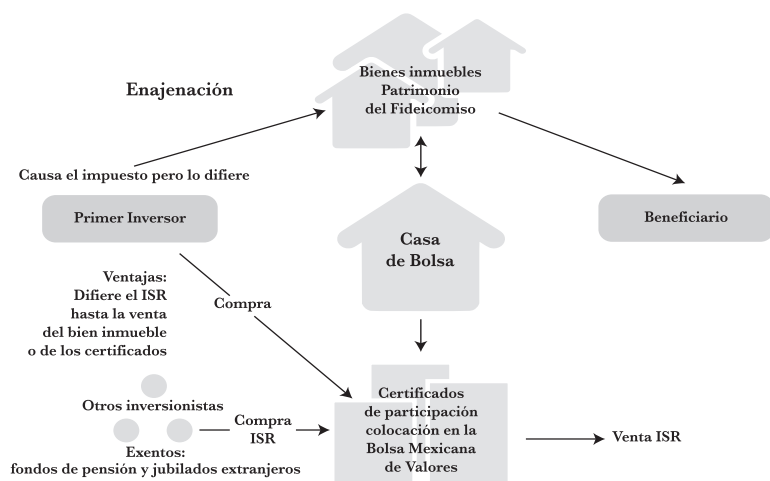 Bienes inmuebles
Patrimonio
del Fideicomiso
Enajenación
Causa el impuesto pero lo difiere
Primer Inversor
Casa
de Bolsa
Beneficiario
Ventajas:
Difiere el ISR
hasta la venta
del bien inmueble
o de los certificados
Compra
Otros inversionistas
Compra
ISR
Exentos:
fondos de pensión y jubilados extranjeros
Certificados
de participación
colocación en la
Bolsa Mexicana
de Valores
Venta ISR